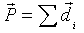 P⃗ = ∑ d⃗ᵢ